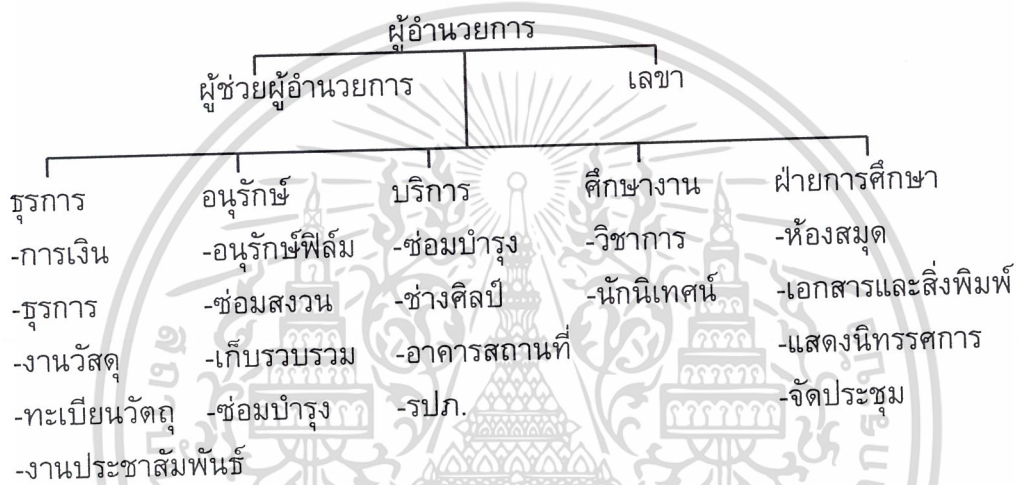 ผู้อำนวยการ
ผู้ช่วยผู้อำนวยการ เลขา
ธุรการ อนุรักษ์ บริการ ศึกษางาน ฝ่ายการศึกษา
-การเงิน -อนุรักษ์ฟิล์ม -ซ่อมบำรุง -วิชาการ -ห้องสมุด
-ธุรการ -ซ่อมสงวน -ช่างศิลป์ -นักนิเทศน์ -เอกสารและสิ่งพิมพ์
-งานวัสดุ -เก็บรวบรวม -อาคารสถานที่ -แสดงนิทรรศการ
-ทะเบียนวัตถุ -ซ่อมบำรุง -รปภ. -จัดประชุม
-งานประชาสัมพันธ์